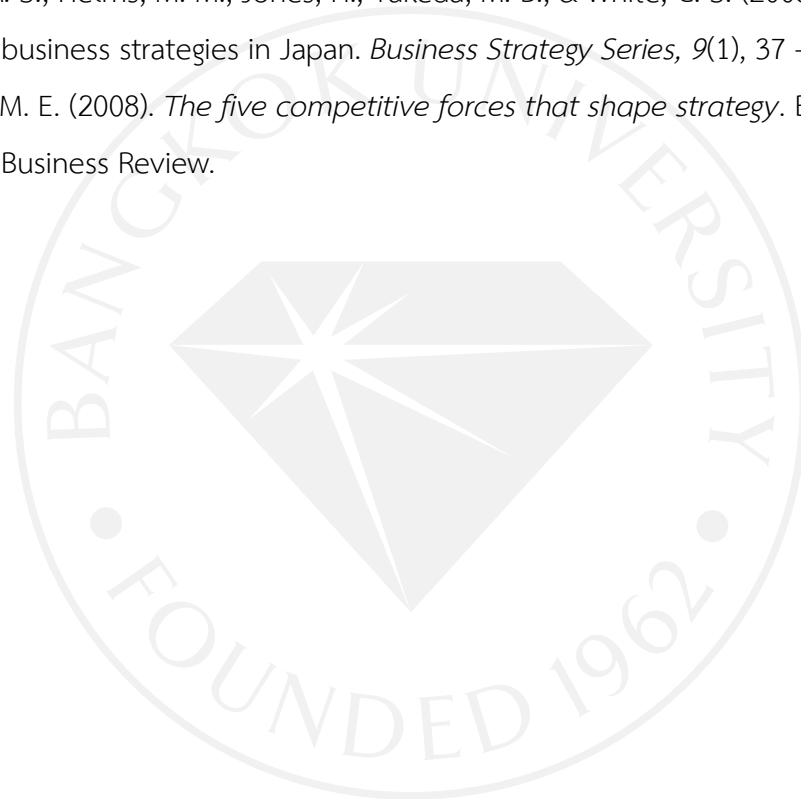 . S., Helms, M. M., Jones, R., Takeda, M. B., & White, C. S. (200
business strategies in Japan. Business Strategy Series, 9(1), 37 -
M. E. (2008). The five competitive forces that shape strategy.
Business Review.
BANGKOK UNIVERSITY
FOUNDED 1962